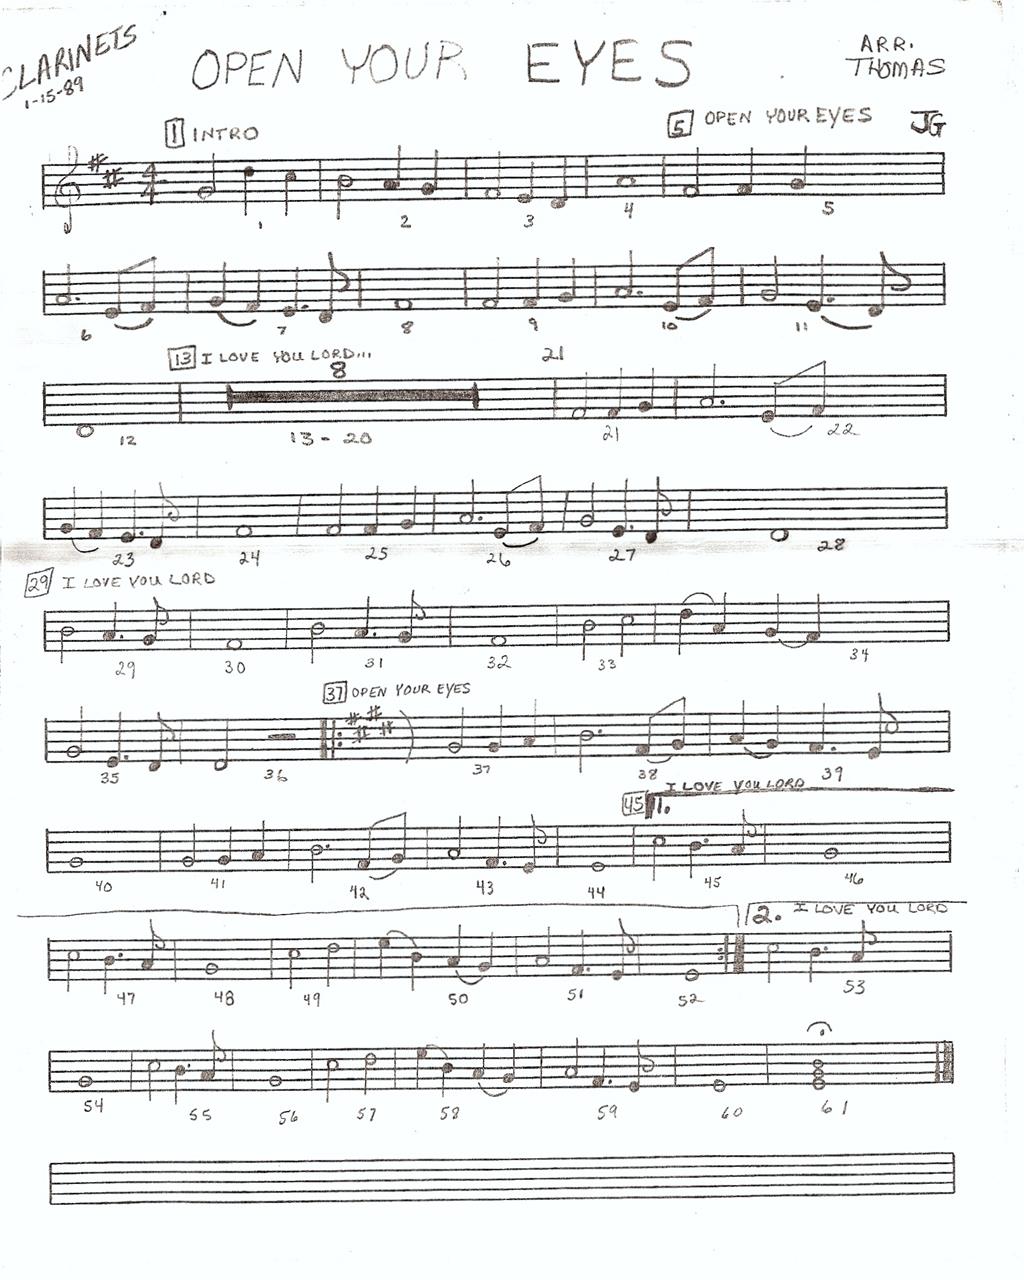 CLARINETS
1-15-89
OPEN YOUR EYES
ARR.
THOMAS
JG
1 INTRO
5 OPEN YOUR EYES
4
4
1 2 3 4 5
6 7 8 9 10 11
13 I LOVE YOU LORD... 21
8
12 13 - 20 21 22
23 24 25 26 27 28
29 I LOVE YOU LORD
29 30 31 32 33 34
37 OPEN YOUR EYES
35 36 37 38 39
45 1. I LOVE YOU LORD
40 41 42 43 44 45 46
2. I LOVE YOU LORD
47 48 49 50 51 52 53
54 55 56 57 58 59 60 61